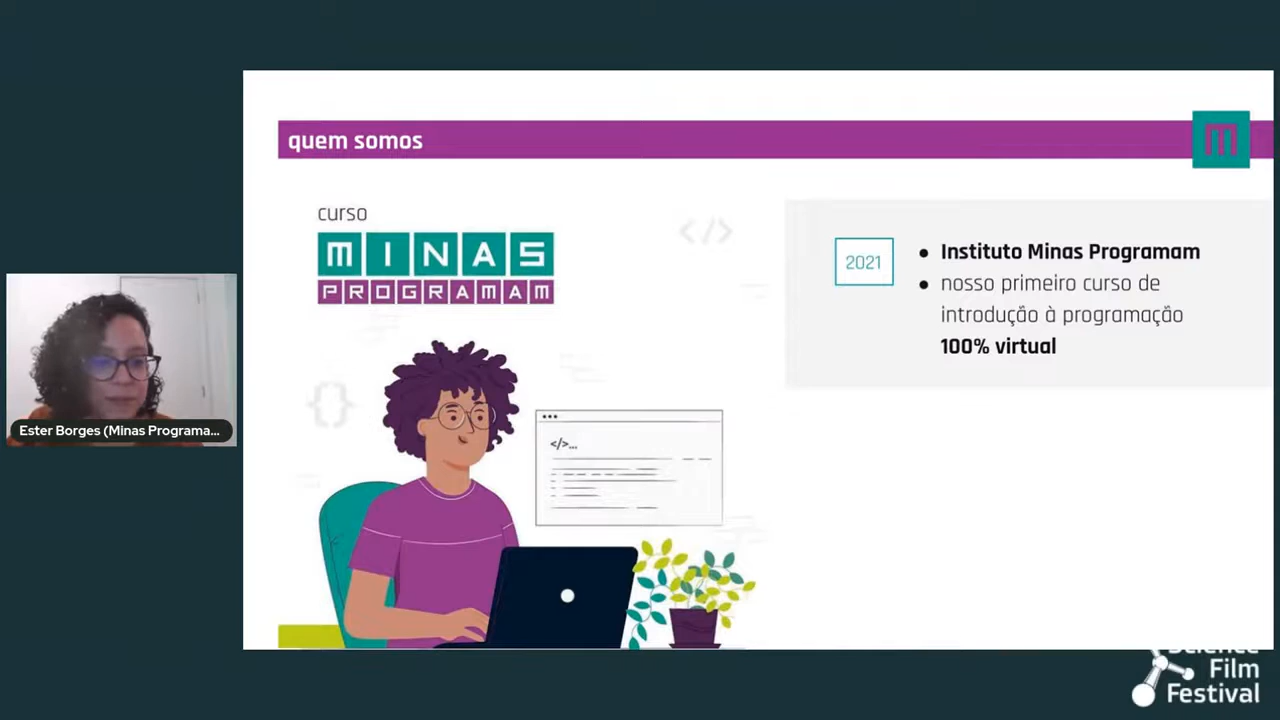 quem somos
m
curso
MINAS
PROGRAMAM
</>
{}
</>...
2021
● Instituto Minas Programam
● nosso primeiro curso de
introdução à programação
100% virtual
Ester Borges (Minas Programa...
Science
Film
Festival